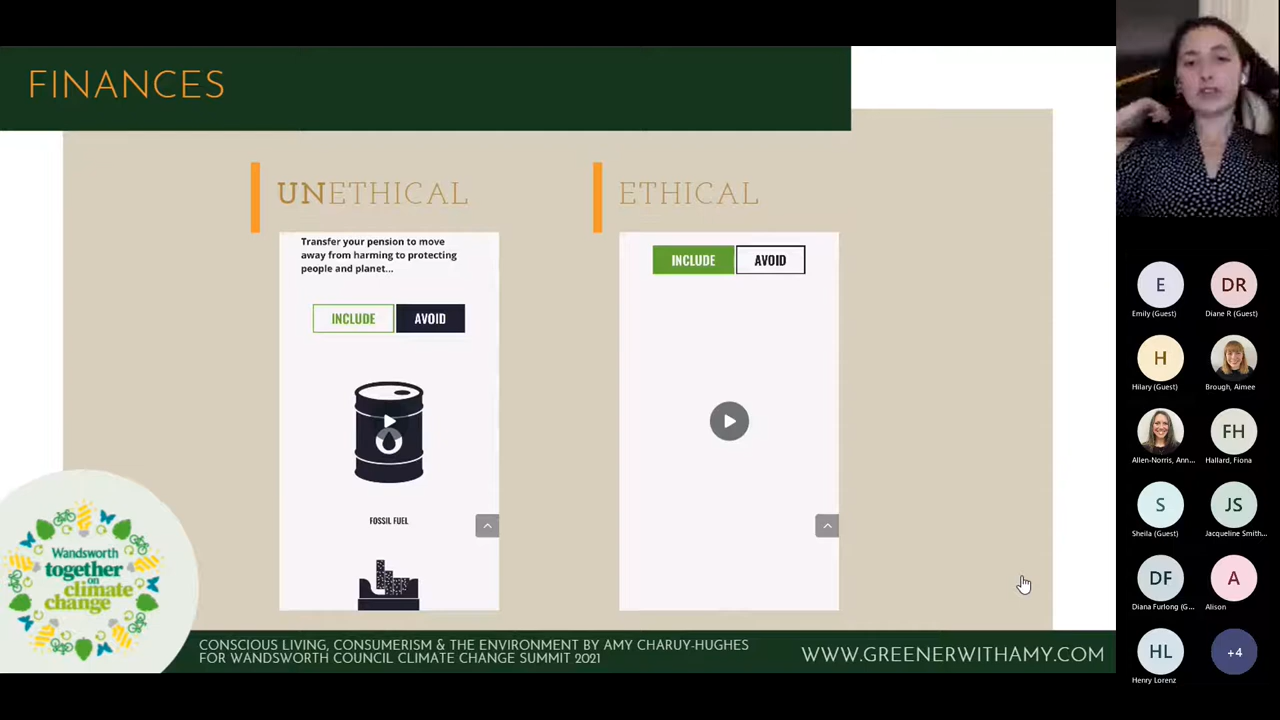 FINANCES
UNETHICAL
ETHICAL
Transfer your pension to move
away from harming to protecting
people and planet...
INCLUDE
AVOID
INCLUDE
AVOID
FOSSIL FUEL
Wandsworth
together
on
climate
change
CONSCIOUS LIVING, CONSUMERISM & THE ENVIRONMENT BY AMY CHARUY-HUGHES
FOR WANDSWORTH COUNCIL CLIMATE CHANGE SUMMIT 2021
WWW.GREENERWITHAMY.COM
E
DR
Emily (Guest)
Diane R (Guest)
H
Hilary (Guest)
Brough, Aimee
FH
Allen-Norris, Ann...
Hallard, Fiona
S
JS
Sheila (Guest)
Jacqueline Smith...
DF
A
Diana Furlong (G...
Alison
HL
+4
Henry Lorenz